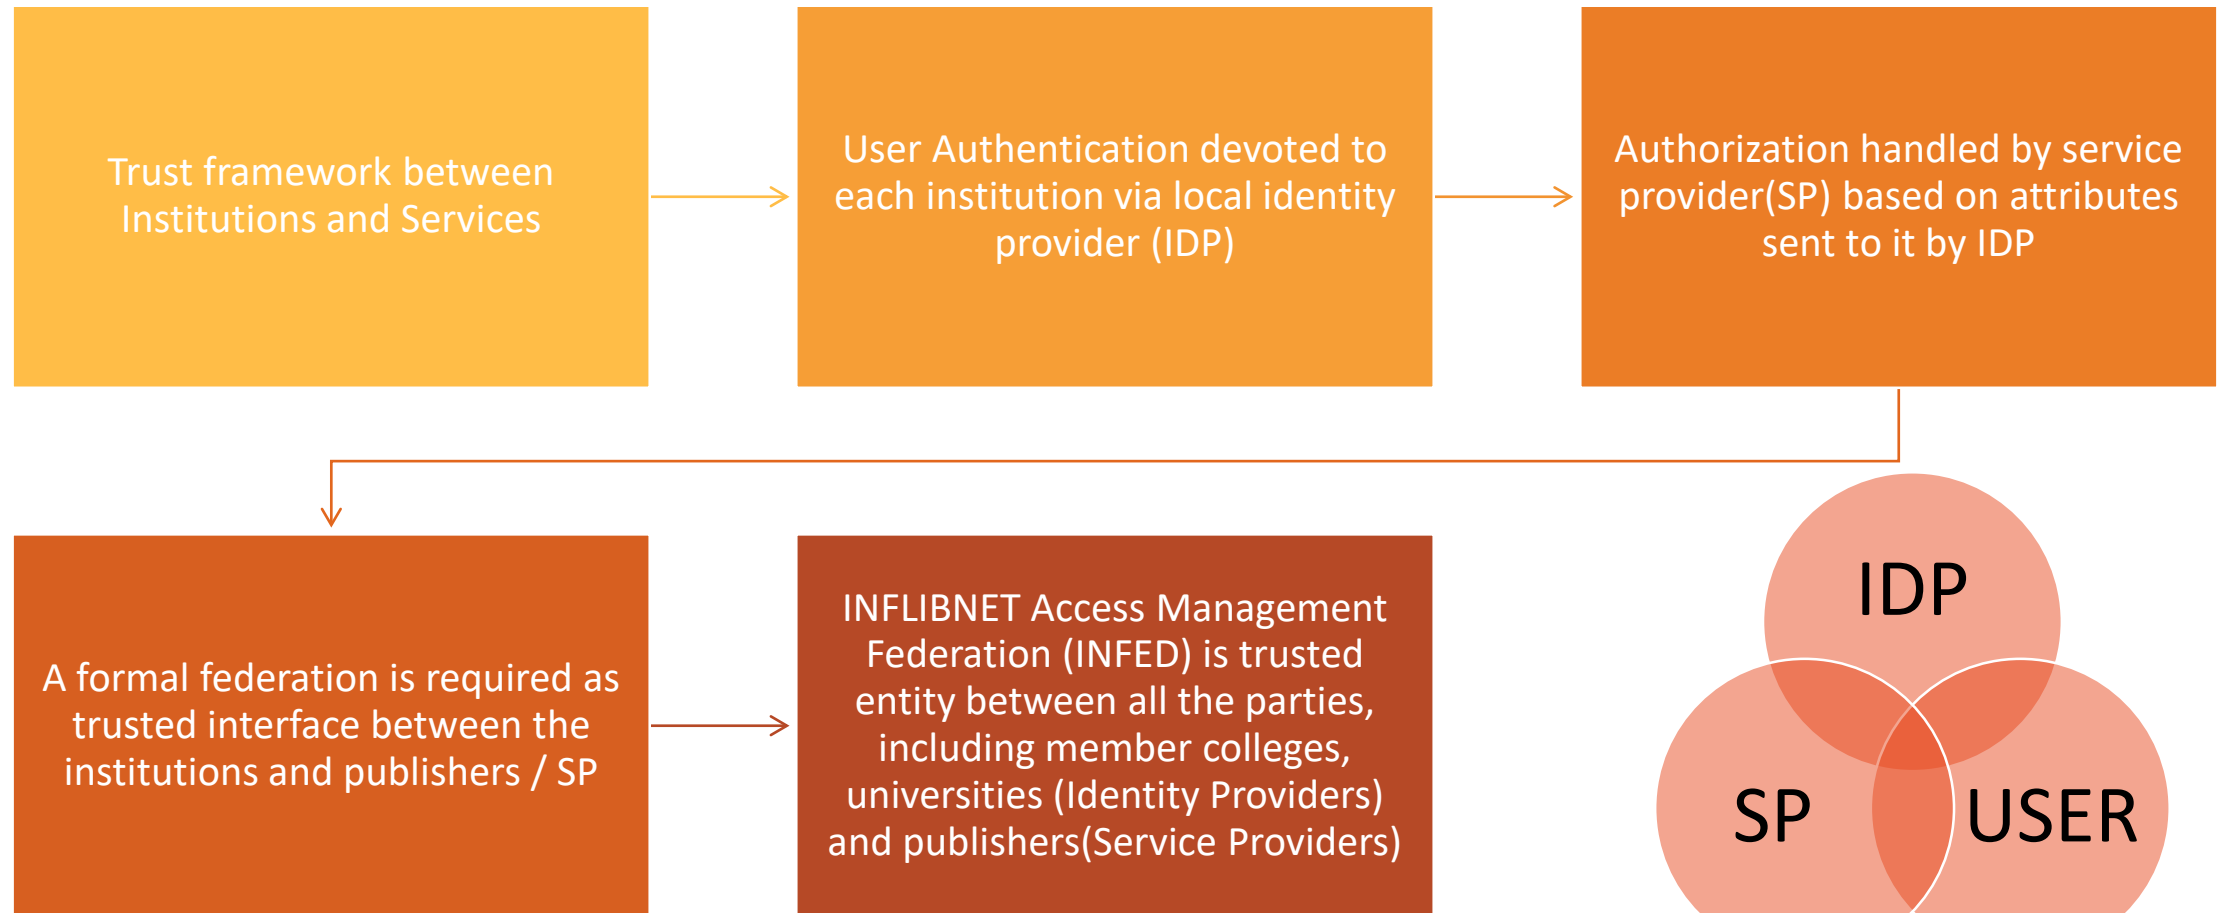 Trust framework between
Institutions and Services
User Authentication devoted to
each institution via local identity
provider (IDP)
Authorization handled by service
provider(SP) based on attributes
sent to it by IDP
A formal federation is required as
trusted interface between the
institutions and publishers / SP
INFLIBNET Access Management
Federation (INFED) is trusted
entity between all the parties,
including member colleges,
universities (Identity Providers)
and publishers(Service Providers)
IDP
SP
USER